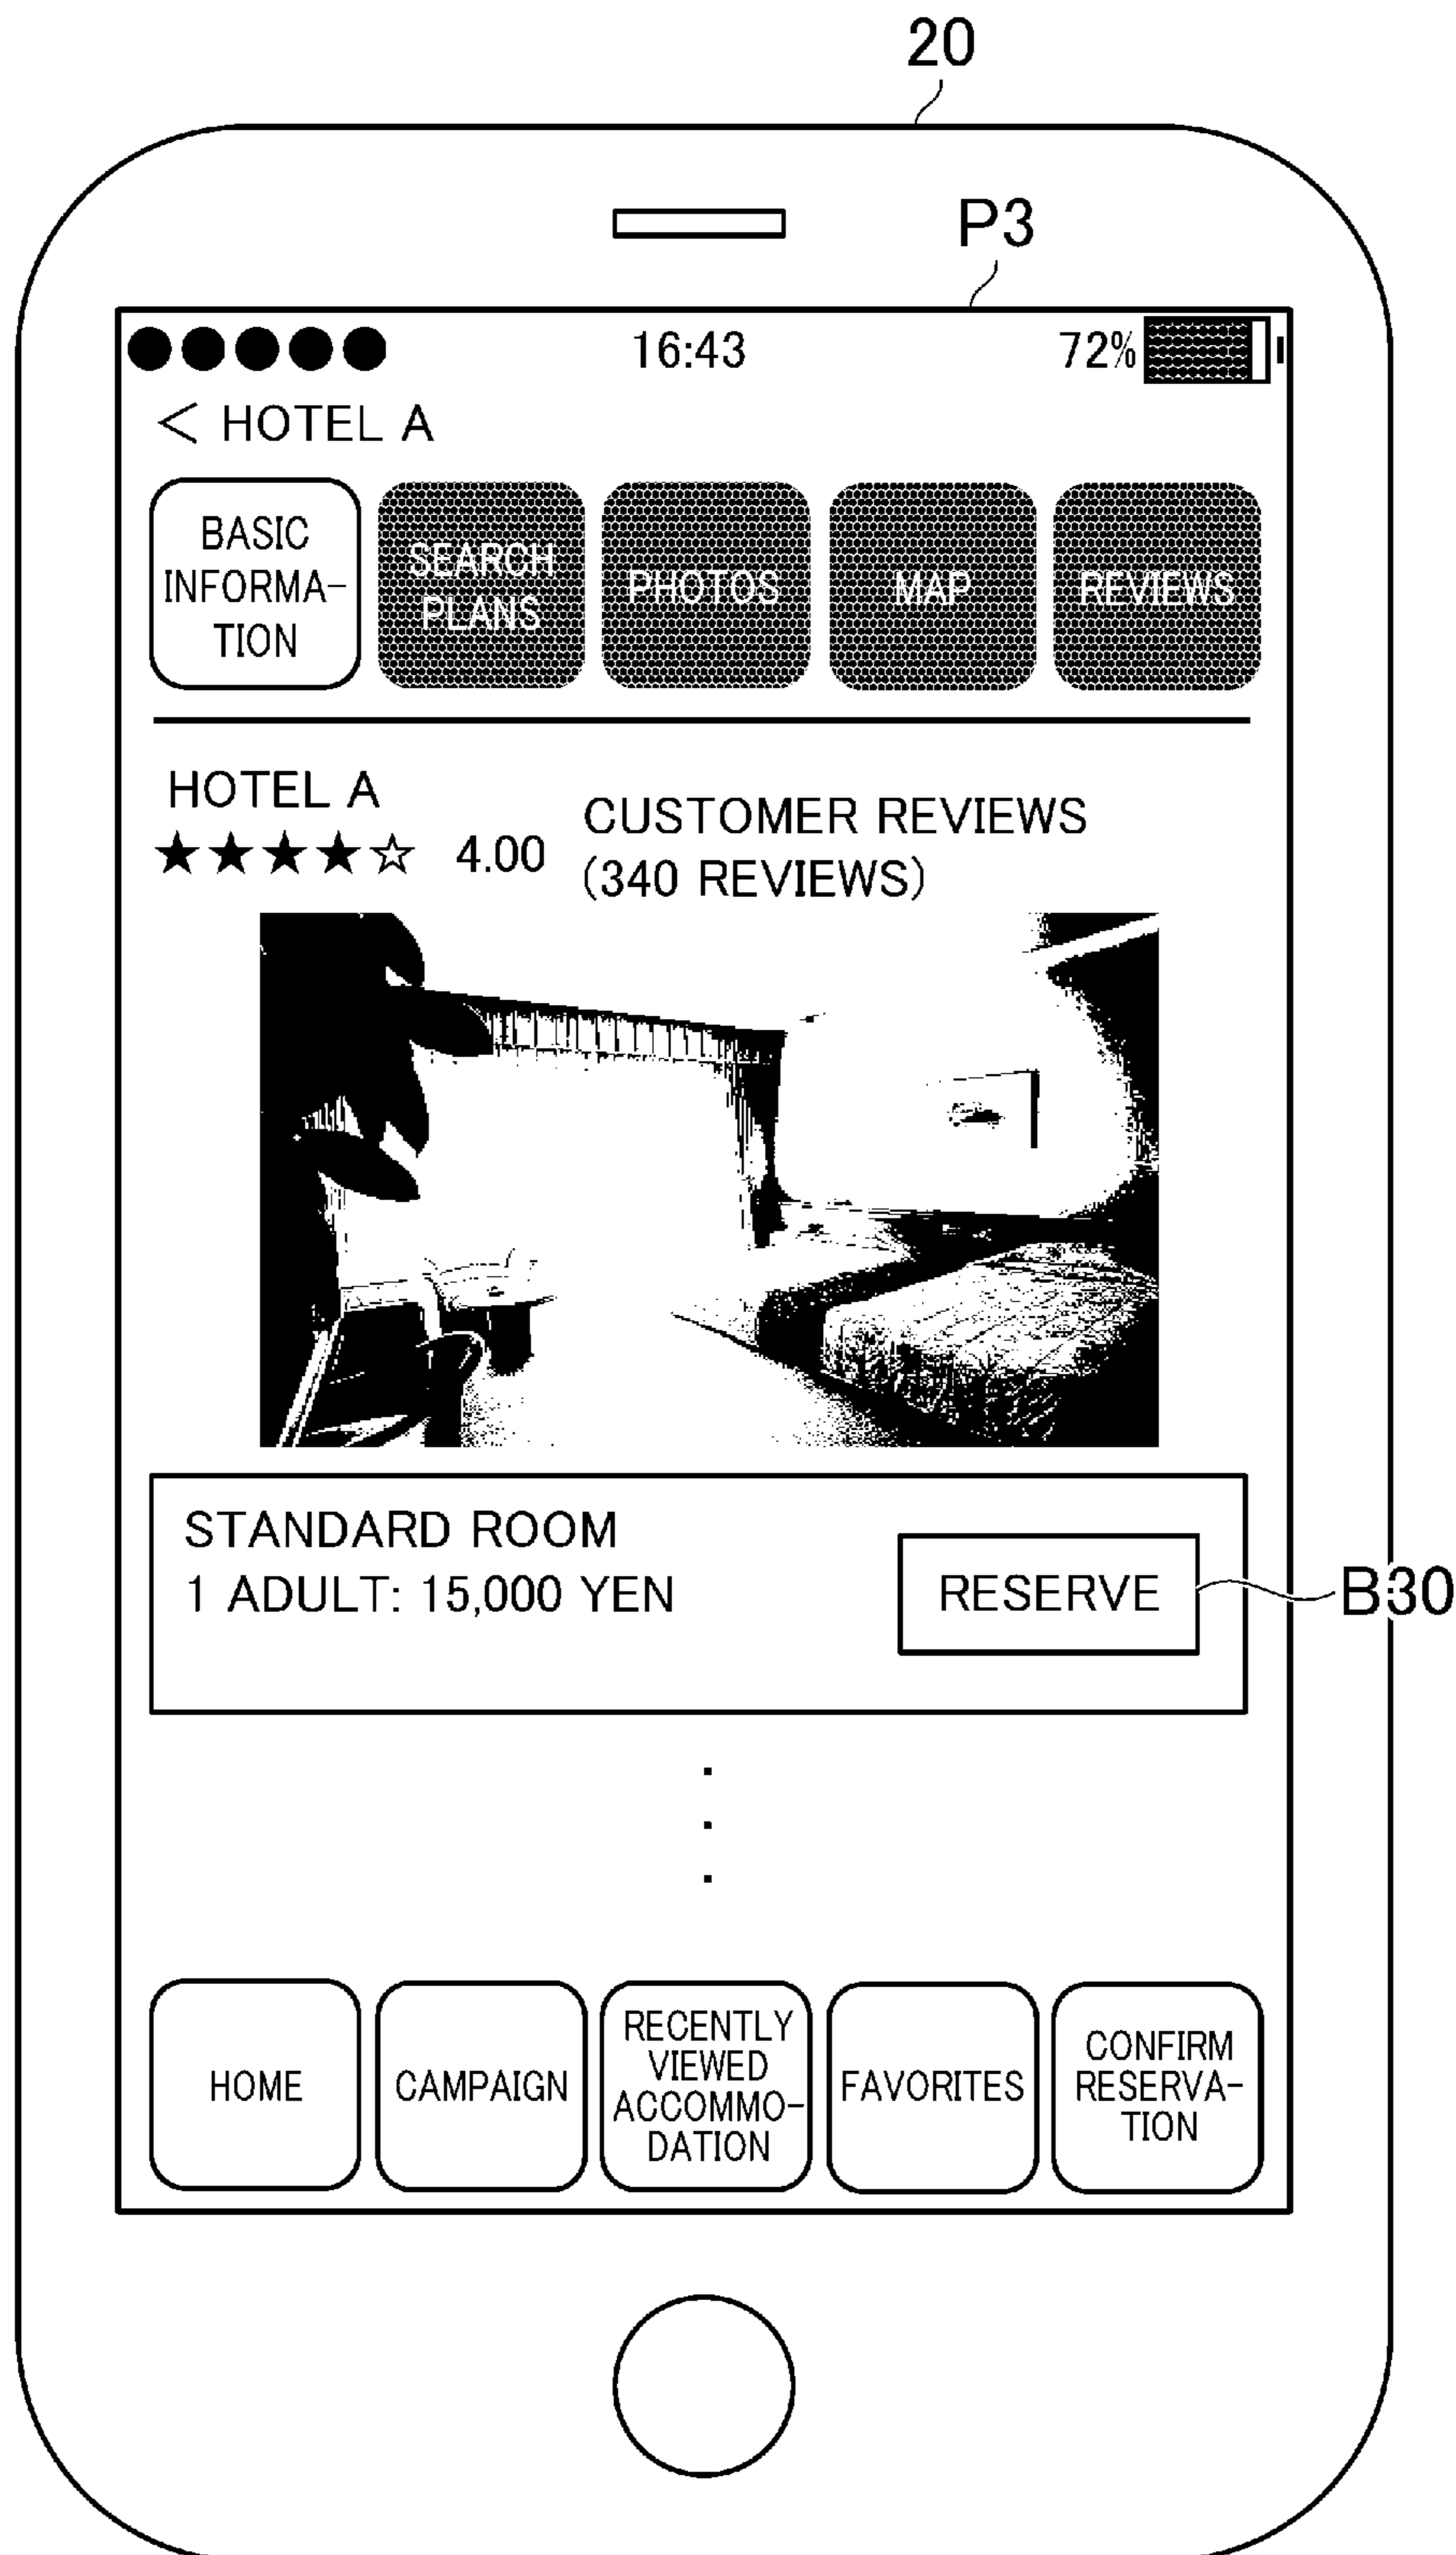 20
P3
16:43
72%
< HOTEL A
BASIC
INFORMA-
TION
SEARCH
PLANS
PHOTOS
MAP
REVIEWS
HOTEL A
★★★★☆ 4.00
CUSTOMER REVIEWS
(340 REVIEWS)
STANDARD ROOM
1 ADULT: 15,000 YEN
RESERVE
B30
HOME
CAMPAIGN
RECENTLY
VIEWED
ACCOMMO-
DATION
FAVORITES
CONFIRM
RESERVA-
TION